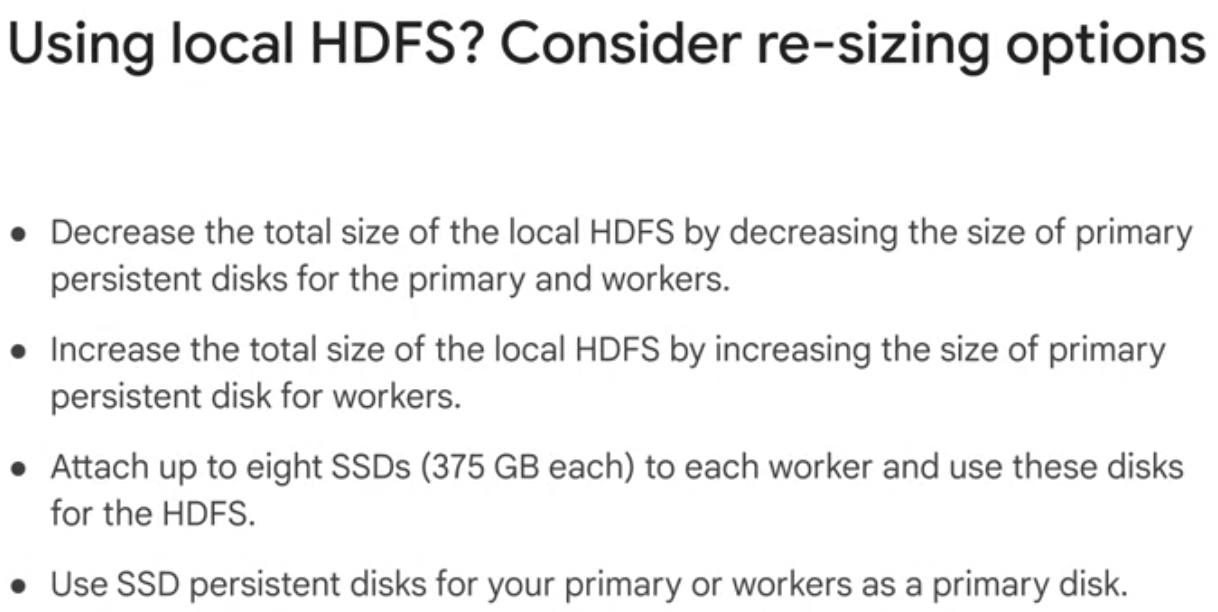 Using local HDFS? Consider re-sizing options
● Decrease the total size of the local HDFS by decreasing the size of primary
persistent disks for the primary and workers.
● Increase the total size of the local HDFS by increasing the size of primary
persistent disk for workers.
● Attach up to eight SSDs (375 GB each) to each worker and use these disks
for the HDFS.
● Use SSD persistent disks for your primary or workers as a primary disk.